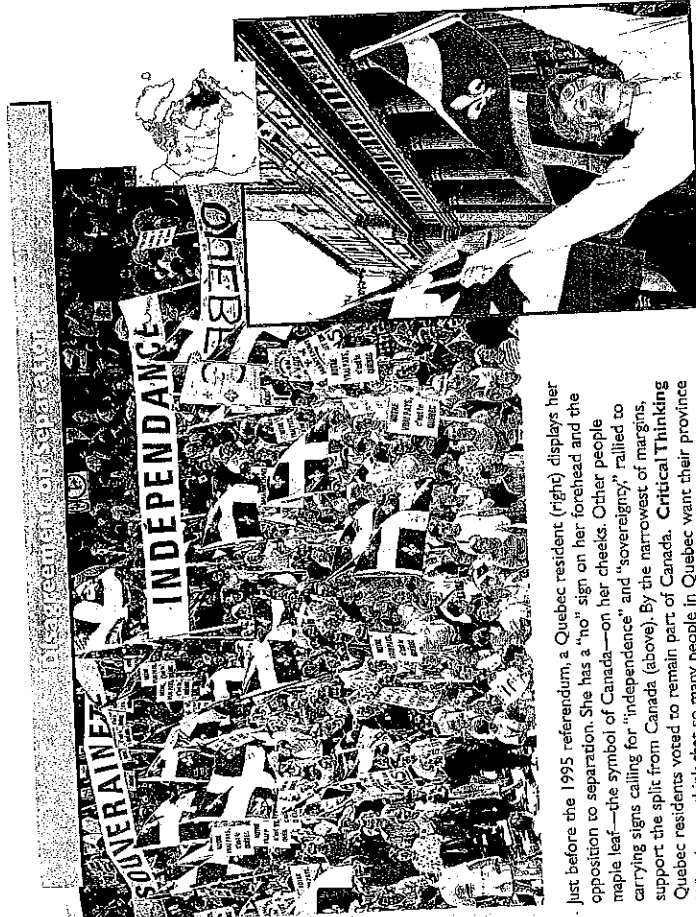 Disagreement on separation
SOUVERAINETÉ
INDÉPENDANCE
Just before the 1995 referendum, a Quebec resident (right) displays her
opposition to separation. She has a "no" sign on her forehead and the
maple leaf—the symbol of Canada—on her cheeks. Other people
carrying signs calling for "independence" and "sovereignty," rallied to
support the split from Canada (above). By the narrowest of margins,
Quebec residents voted to remain part of Canada. Critical Thinking
think that so many people in Quebec want their province